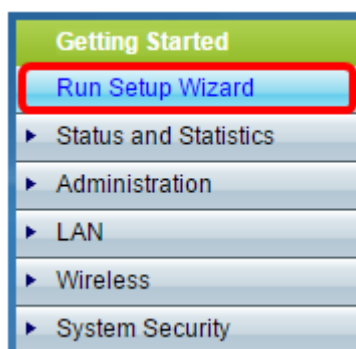 Getting Started
Run Setup Wizard
Status and Statistics
Administration
LAN
Wireless
System Security